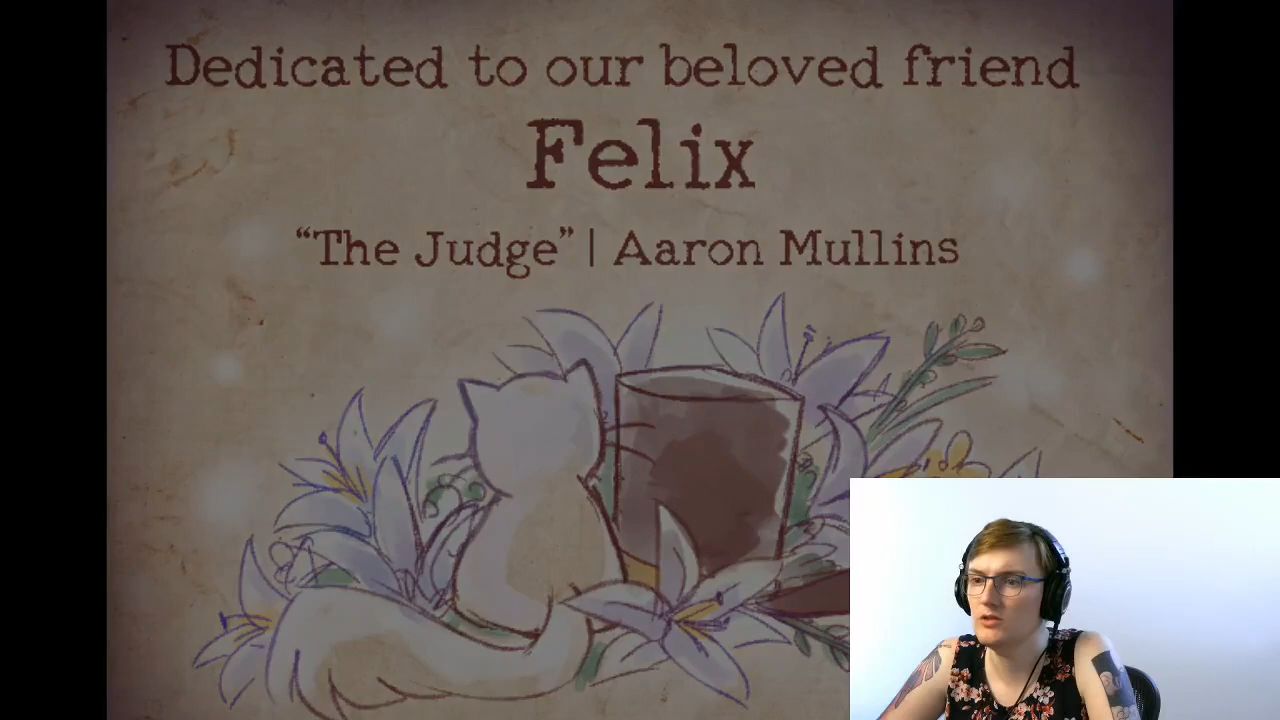 Dedicated to our beloved friend
Felix
“The Judge” | Aaron Mullins